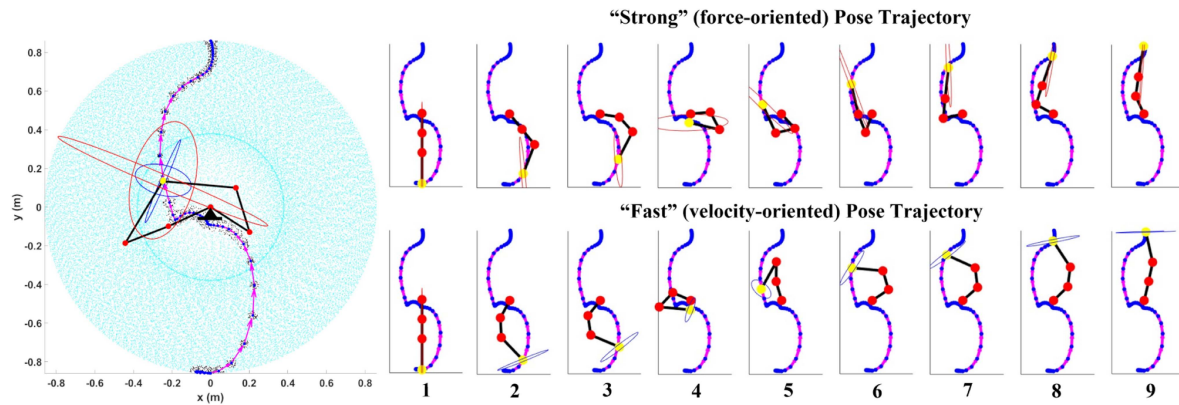 “Strong” (force-oriented) Pose Trajectory
0.8
0.6
0.4
0.2
0
-0.2
-0.4
-0.6
-0.8
y (m)
-0.8 -0.6 -0.4 -0.2 0 0.2 0.4 0.6 0.8
x (m)
“Fast” (velocity-oriented) Pose Trajectory
1 2 3 4 5 6 7 8 9